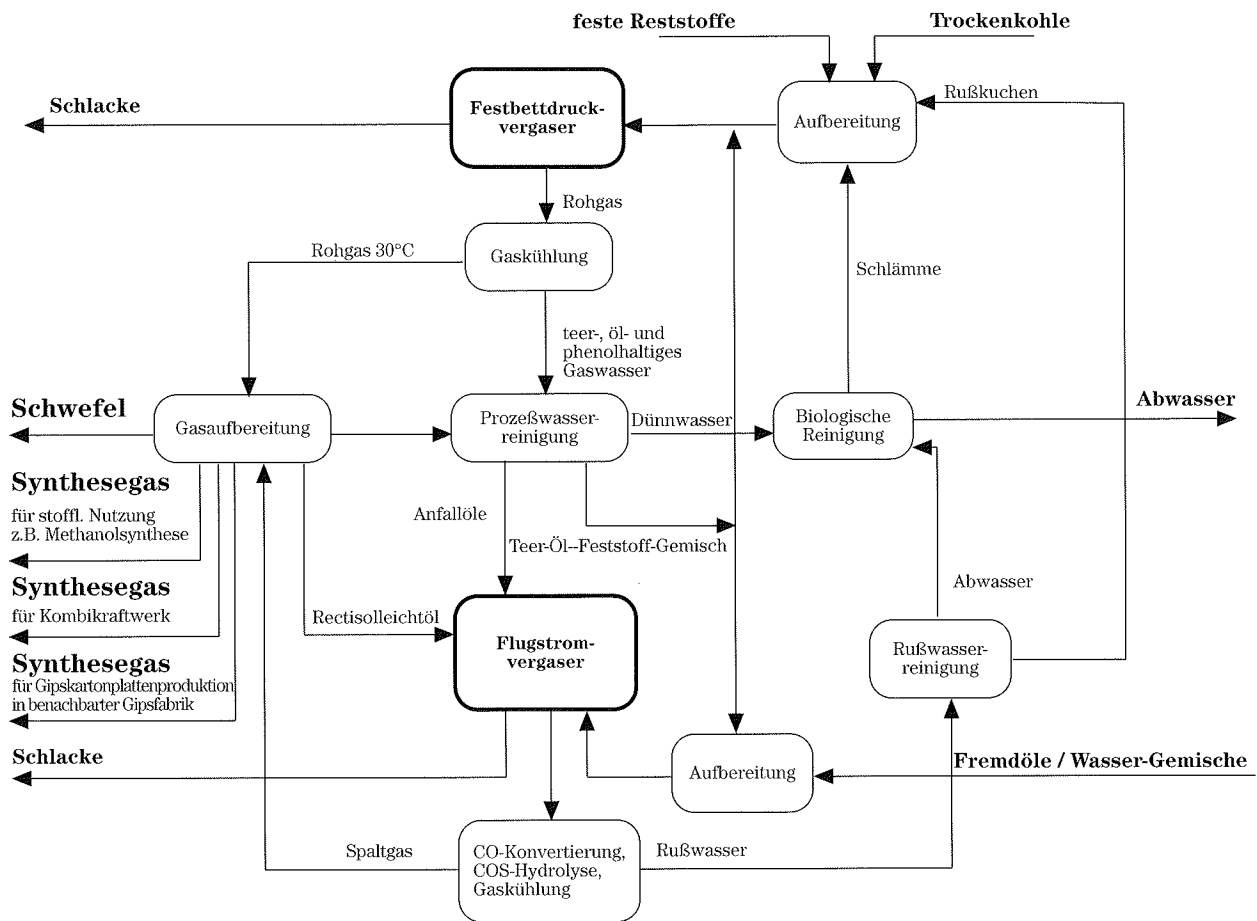 feste Reststoffe
Trockenkohle
Schlacke
Festbettdruck-
vergaser
Aufbereitung
Rußkuchen
Rohgas
Rohgas 30°C
Gaskühlung
Schlämme
teer-, öl- und
phenolhaltiges
Gaswasser
Schwefel
Gasaufbereitung
Prozeßwasser-
reinigung
Dünnwasser
Biologische
Reinigung
Abwasser
Synthesegas
für stoffl. Nutzung
z.B. Methanolsynthese
Anfallöle
Teer-Öl--Feststoff-Gemisch
Synthesegas
für Kombikraftwerk
Rectisolleichtöl
Abwasser
Flugstrom-
vergaser
Rußwasser-
reinigung
Synthesegas
für Gipskartonplattenproduktion
in benachbarter Gipsfabrik
Schlacke
Aufbereitung
Fremdöle / Wasser-Gemische
Spaltgas
CO-Konvertierung,
COS-Hydrolyse,
Gaskühlung
Rußwasser